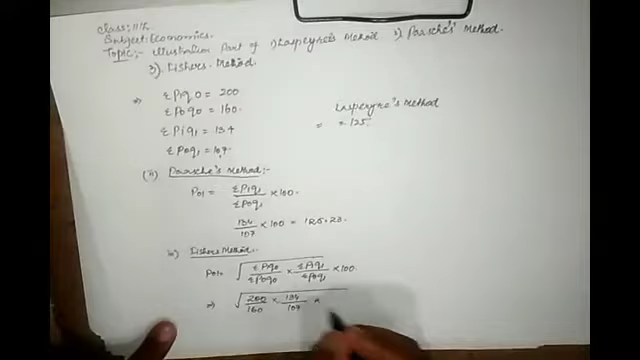 Class: 11th.
Subject: Economics.
Topic:- illustration Part of 1) Laspeyre's Method 2) Paasche's Method.
3). Fishers Method.
⇒ ΣP1q0 = 200
ΣP0q0 = 160.
ΣP1q1 = 134
ΣP0q1 = 107.
Laspeyre's Method
= = 125.
(ii) Paasche's Method:-
P01 = ΣP1q1 / ΣP0q1 × 100.
134 / 107 × 100 = 125.23.
iii) Fishers Method:-
P01= √ ΣP1q0 / ΣP0q0 × ΣP1q1 / ΣP0q1 × 100.
⇒ √ 200 / 160 × 134 / 107 ×